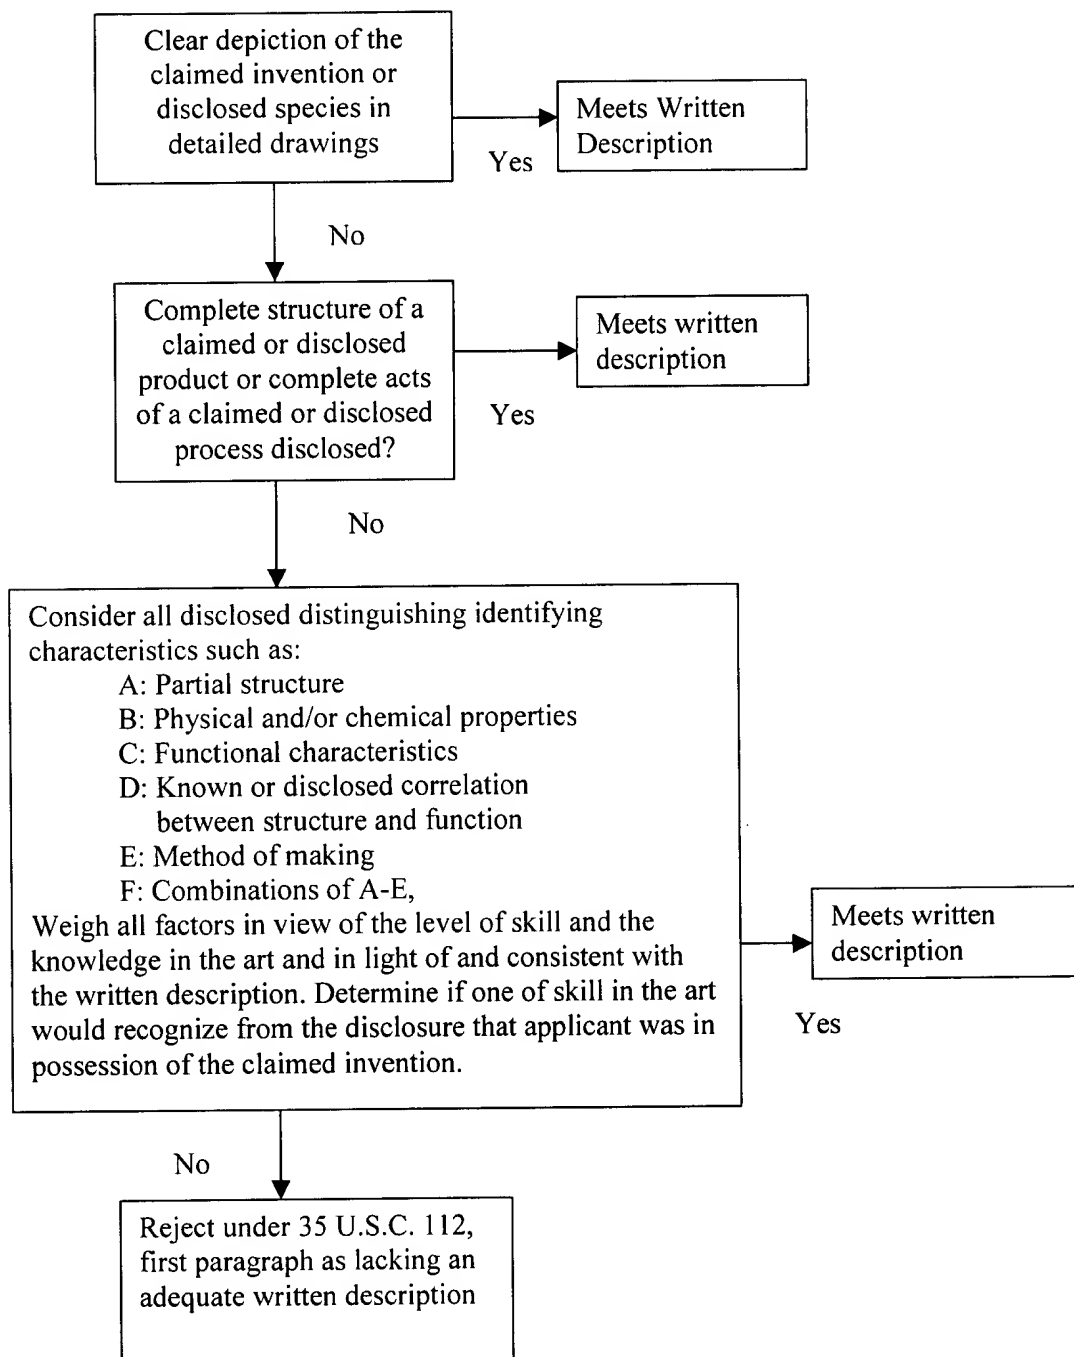 Clear depiction of the
claimed invention or
disclosed species in
detailed drawings
Meets Written
Description
Yes
No
Complete structure of a
claimed or disclosed
product or complete acts
of a claimed or disclosed
process disclosed?
Meets written
description
Yes
No
Consider all disclosed distinguishing identifying
characteristics such as:
A: Partial structure
B: Physical and/or chemical properties
C: Functional characteristics
D: Known or disclosed correlation
between structure and function
E: Method of making
F: Combinations of A-E,
Weigh all factors in view of the level of skill and the
knowledge in the art and in light of and consistent with
the written description. Determine if one of skill in the art
would recognize from the disclosure that applicant was in
possession of the claimed invention.
Meets written
description
Yes
No
Reject under 35 U.S.C. 112,
first paragraph as lacking an
adequate written description